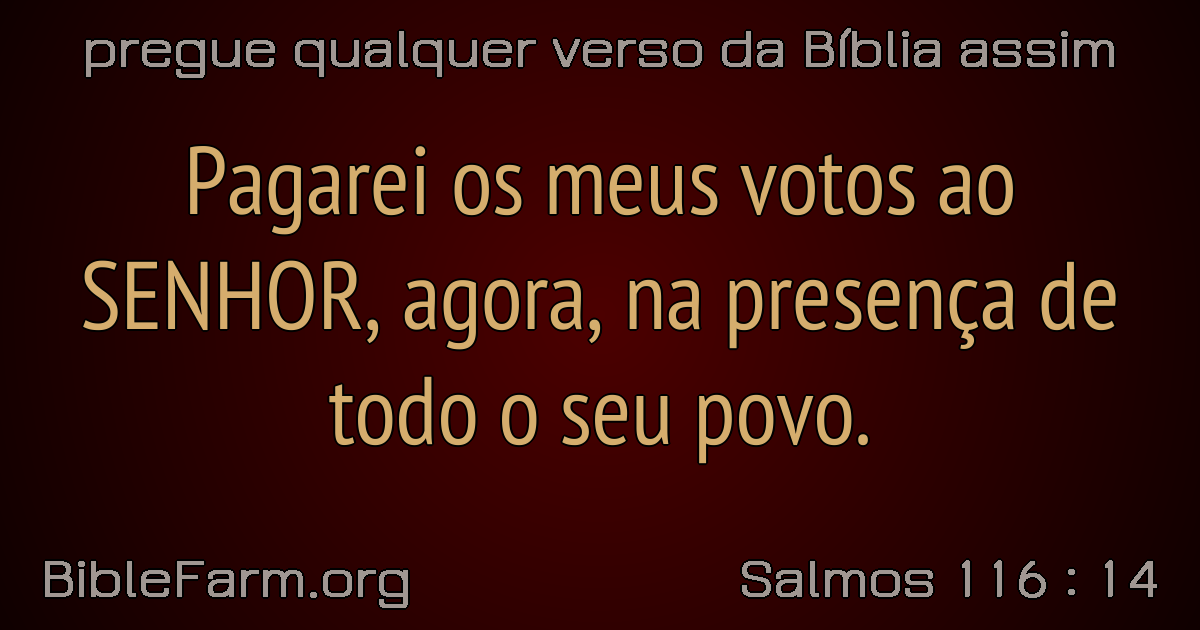 pregue qualquer verso da Bíblia assim
Pagarei os meus votos ao
SENHOR, agora, na presença de
todo o seu povo.
BibleFarm.org
Salmos 116 : 14